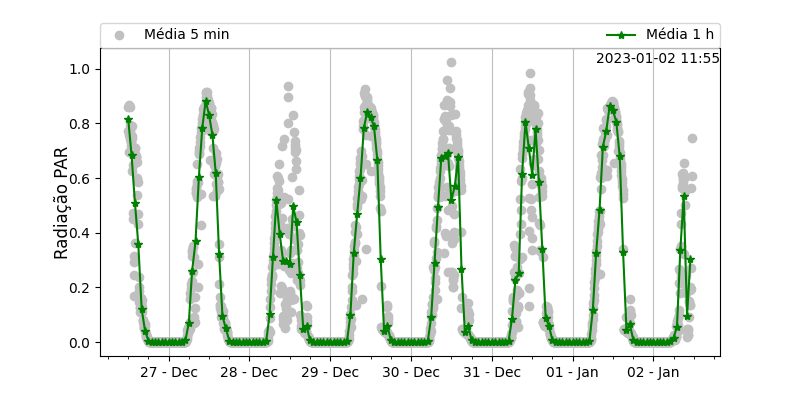 Média 5 min
Média 1 h
2023-01-02 11:55
Radiação PAR
1.0
0.8
0.6
0.4
0.2
0.0
27 - Dec
28 - Dec
29 - Dec
30 - Dec
31 - Dec
01 - Jan
02 - Jan